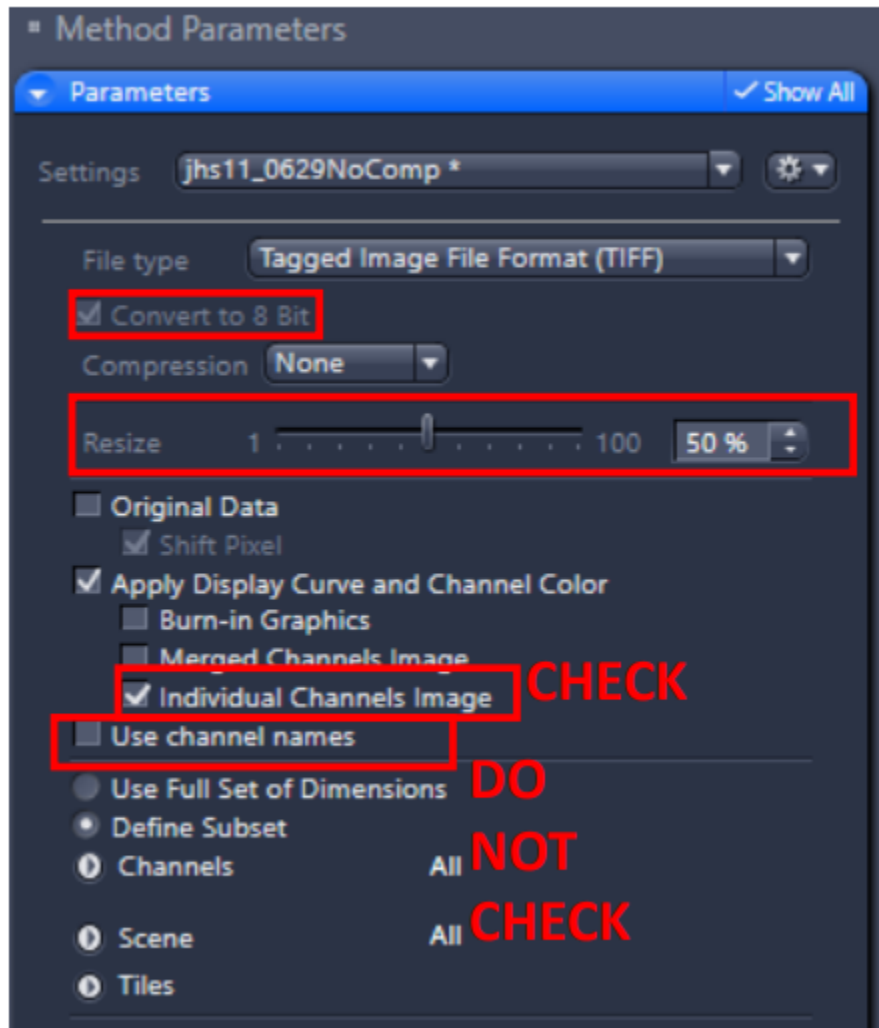 Method Parameters
Parameters Show All
Settings jhs11_0629NoComp *
File type Tagged Image File Format (TIFF)
Convert to 8 Bit
Compression None
Resize 1 100 50 %
Original Data
Shift Pixel
Apply Display Curve and Channel Color
Burn-in Graphics
Merged Channels Image
Individual Channels Image CHECK
Use channel names
Use Full Set of Dimensions DO
Define Subset
Channels All NOT
Scene All CHECK
Tiles